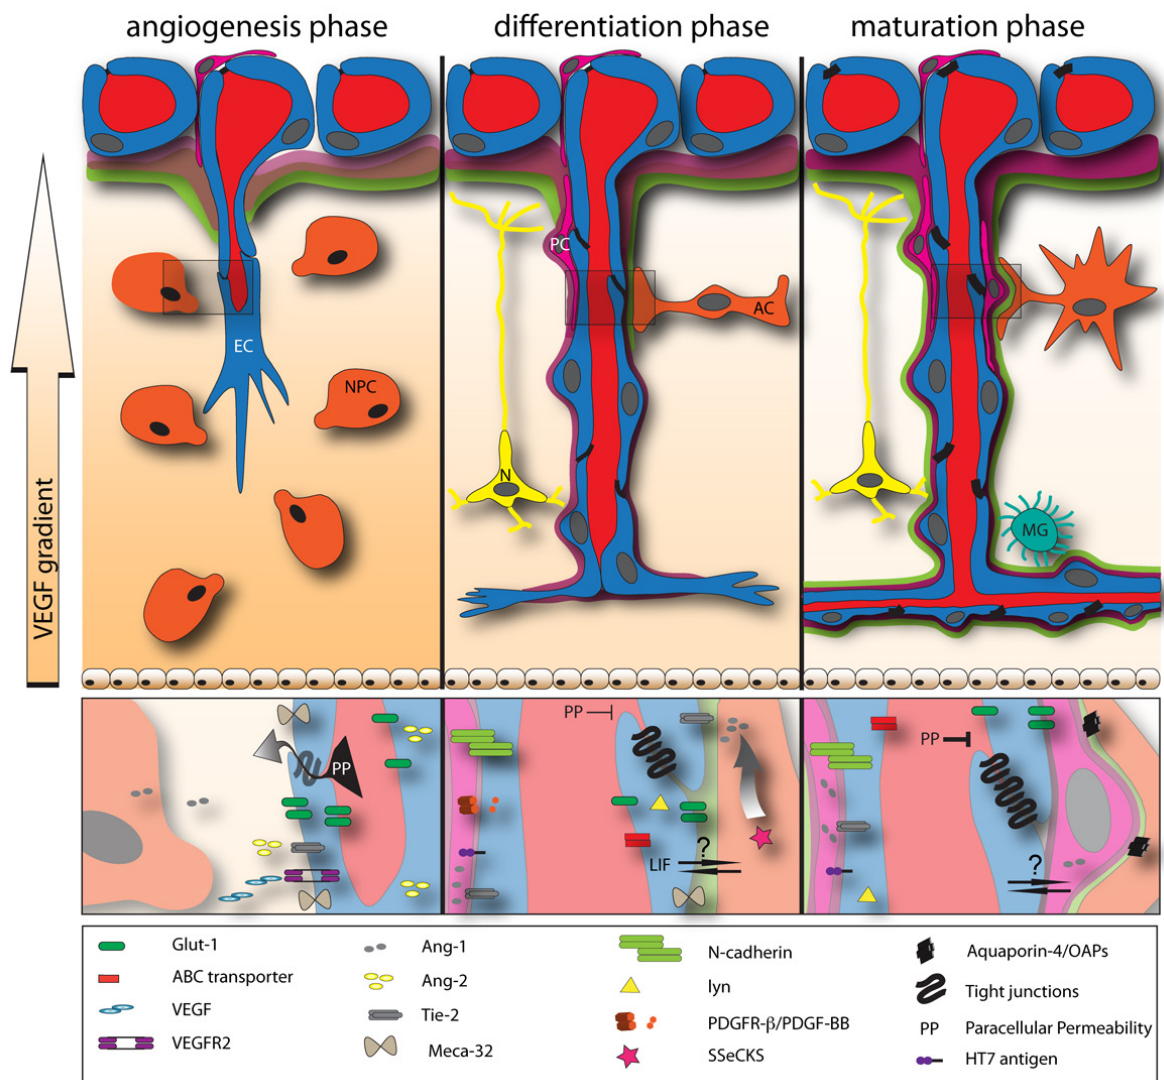 angiogenesis phase
differentiation phase
maturation phase
VEGF gradient
EC
NPC
PC
AC
N
MG
PP
PP
LIF
?
PP
?
Glut-1
ABC transporter
VEGF
VEGFR2
Ang-1
Ang-2
Tie-2
Meca-32
N-cadherin
lyn
PDGFR-β/PDGF-BB
SSeCKS
Aquaporin-4/OAPs
Tight junctions
PP Paracellular Permeability
HT7 antigen